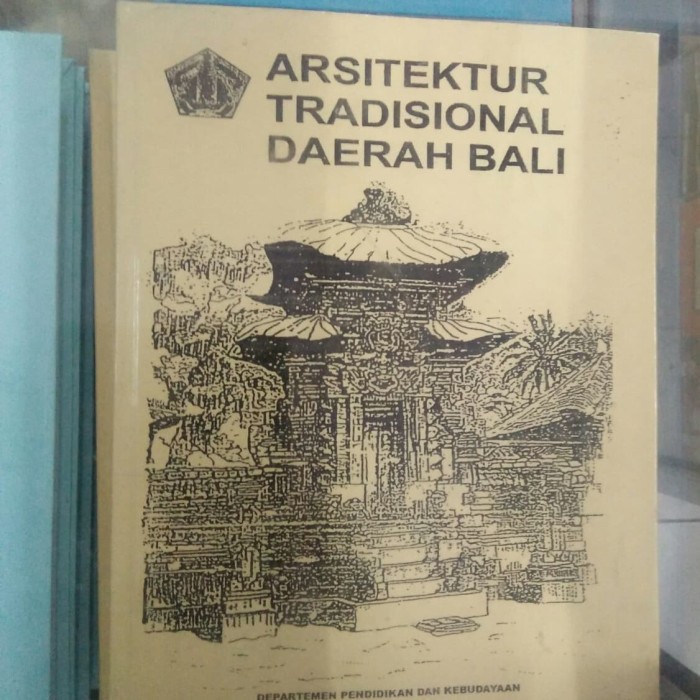 ARSITEKTUR
TRADISIONAL
DAERAH BALI
DEPARTEMEN PENDIDIKAN DAN KEBUDAYAAN